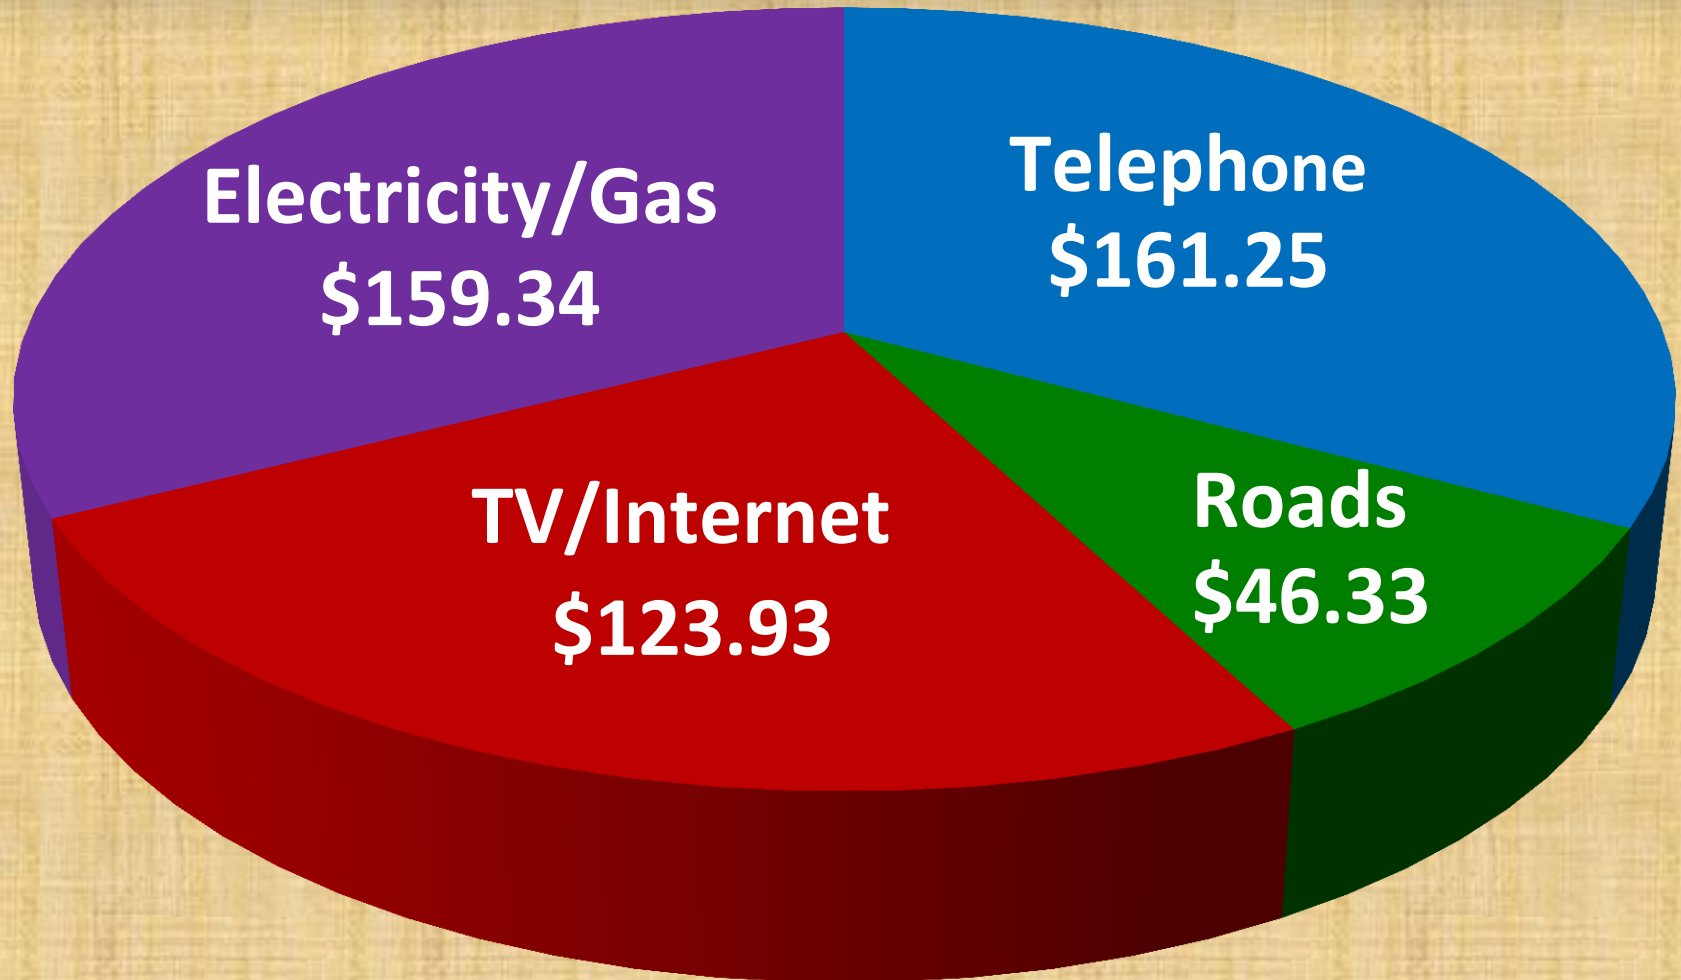 Electricity/Gas
$159.34
Telephone
$161.25
TV/Internet
$123.93
Roads
$46.33